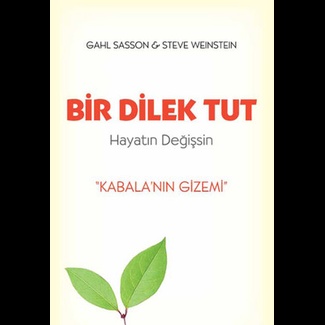 GAHL SASSON & STEVE WEINSTEIN
BİR DİLEK TUT
Hayatın Değişsin
"KABALA'NIN GİZEMİ"